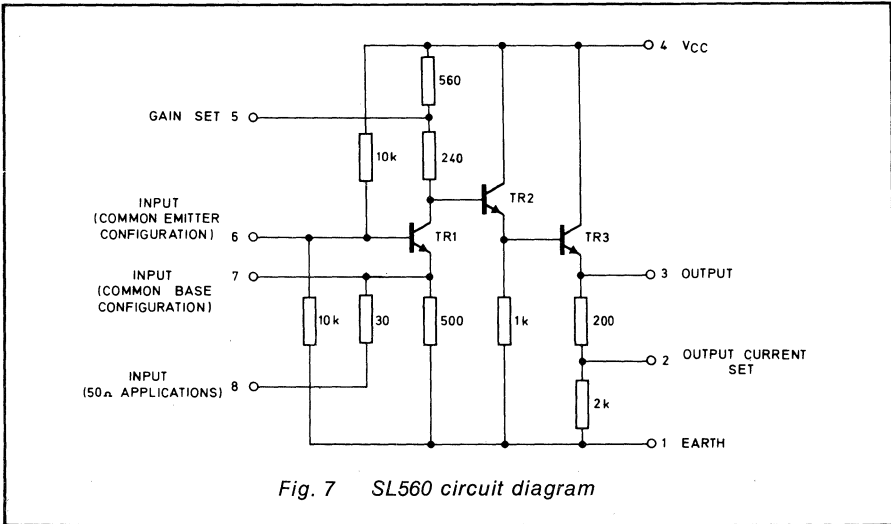 4 VCC
560
GAIN SET 5
10k
240
INPUT
(COMMON EMITTER
CONFIGURATION) 6
TR1
TR2
TR3
INPUT
(COMMON BASE
CONFIGURATION)
7
3 OUTPUT
10k
30
500
1k
200
2 OUTPUT CURRENT
SET
INPUT
(50Ω APPLICATIONS) 8
2k
1 EARTH
Fig. 7 SL560 circuit diagram